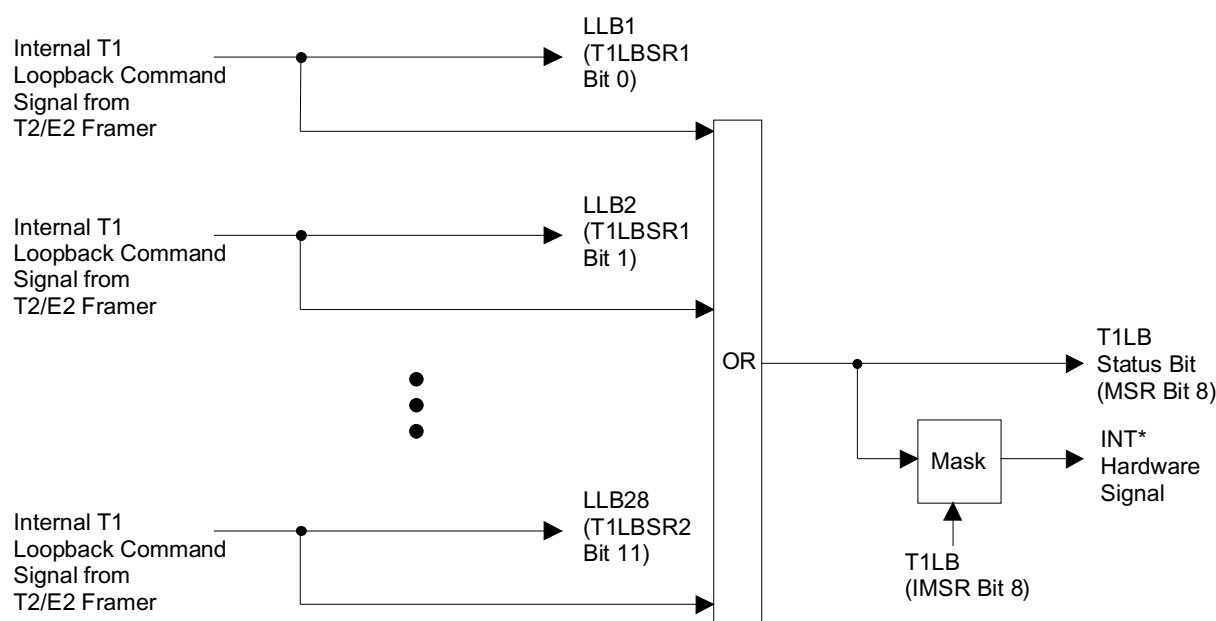 Internal T1
Loopback Command
Signal from
T2/E2 Framer
LLB1
(T1LBSR1
Bit 0)
Internal T1
Loopback Command
Signal from
T2/E2 Framer
LLB2
(T1LBSR1
Bit 1)
OR
T1LB
Status Bit
(MSR Bit 8)
Mask
INT*
Hardware
Signal
T1LB
(IMSR Bit 8)
Internal T1
Loopback Command
Signal from
T2/E2 Framer
LLB28
(T1LBSR2
Bit 11)